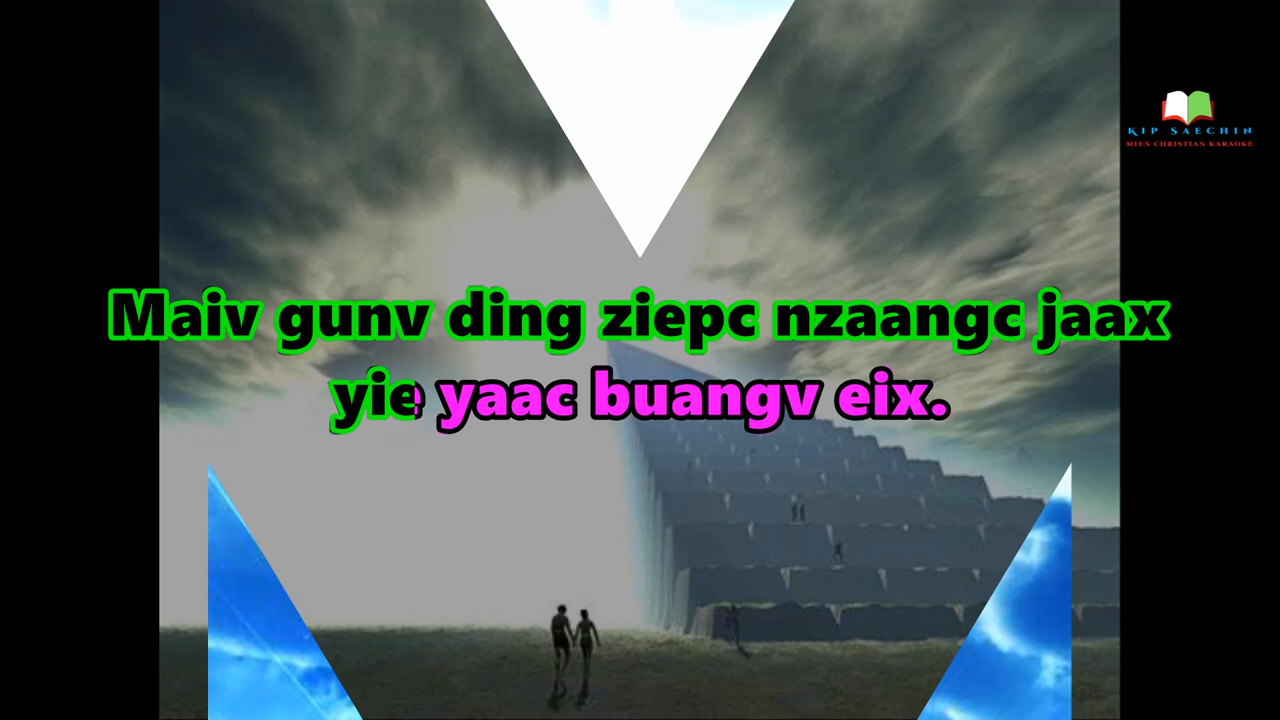 KIP SAECHIN
MIEN CHRISTIAN KARAOKE
Maiv gunv ding ziepc nzaangc jaax
yie yaac buangv eix.